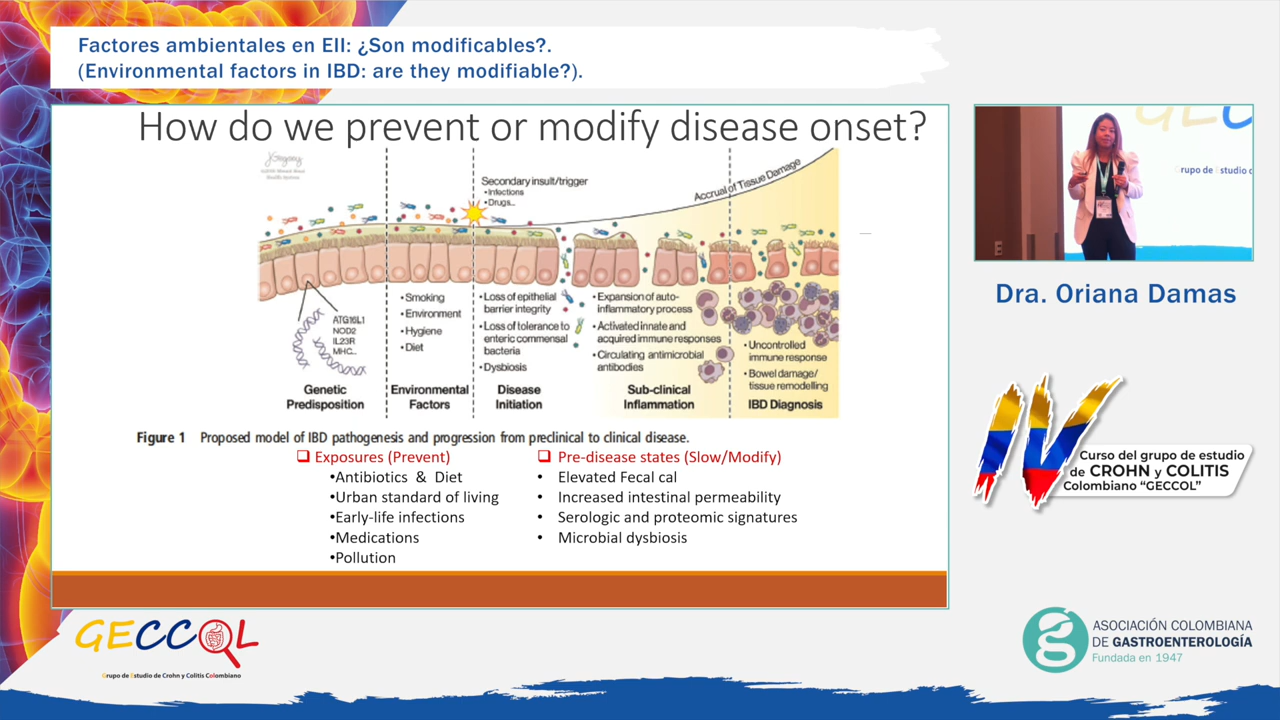 Factores ambientales en EII: ¿Son modificables?.
(Environmental factors in IBD: are they modifiable?).
How do we prevent or modify disease onset?
Secondary insult/trigger
•Infections
•Drugs...
Accrual of Tissue Damage
ATG16L1
NOD2
IL23R
MHC...
•Smoking
•Environment
•Hygiene
•Diet
•Loss of epithelial
barrier integrity
•Loss of tolerance to
enteric commensal
bacteria
•Dysbiosis
•Expansion of auto-
inflammatory process
•Activated innate and
acquired immune responses
•Circulating antimicrobial
antibodies
•Uncontrolled
immune response
•Bowel damage/
tissue remodelling
Genetic
Predisposition
Environmental
Factors
Disease
Initiation
Sub-clinical
Inflammation
IBD Diagnosis
Figure 1 Proposed model of IBD pathogenesis and progression from preclinical to clinical disease.
❑ Exposures (Prevent)
•Antibiotics & Diet
•Urban standard of living
•Early-life infections
•Medications
•Pollution
❑ Pre-disease states (Slow/Modify)
• Elevated Fecal cal
• Increased intestinal permeability
• Serologic and proteomic signatures
• Microbial dysbiosis
rupo de studio
Dra. Oriana Damas
IV
Curso del grupo de estudio
de CROHN y COLITIS
Colombiano “GECCOL”
GECCOL
Grupo de Estudio de Crohn y Colitis Colombiano
ASOCIACIÓN COLOMBIANA
DE GASTROENTEROLOGÍA
Fundada en 1947